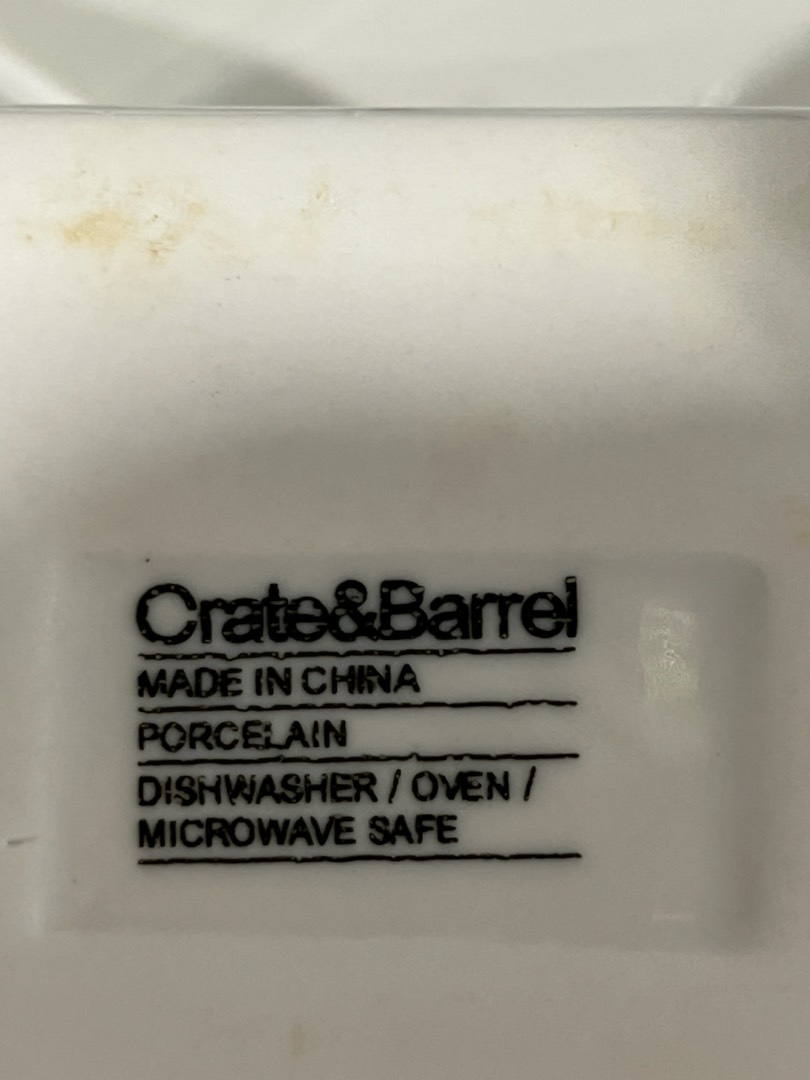 Crate&Barrel
MADE IN CHINA
PORCELAIN
DISHWASHER / OVEN /
MICROWAVE SAFE